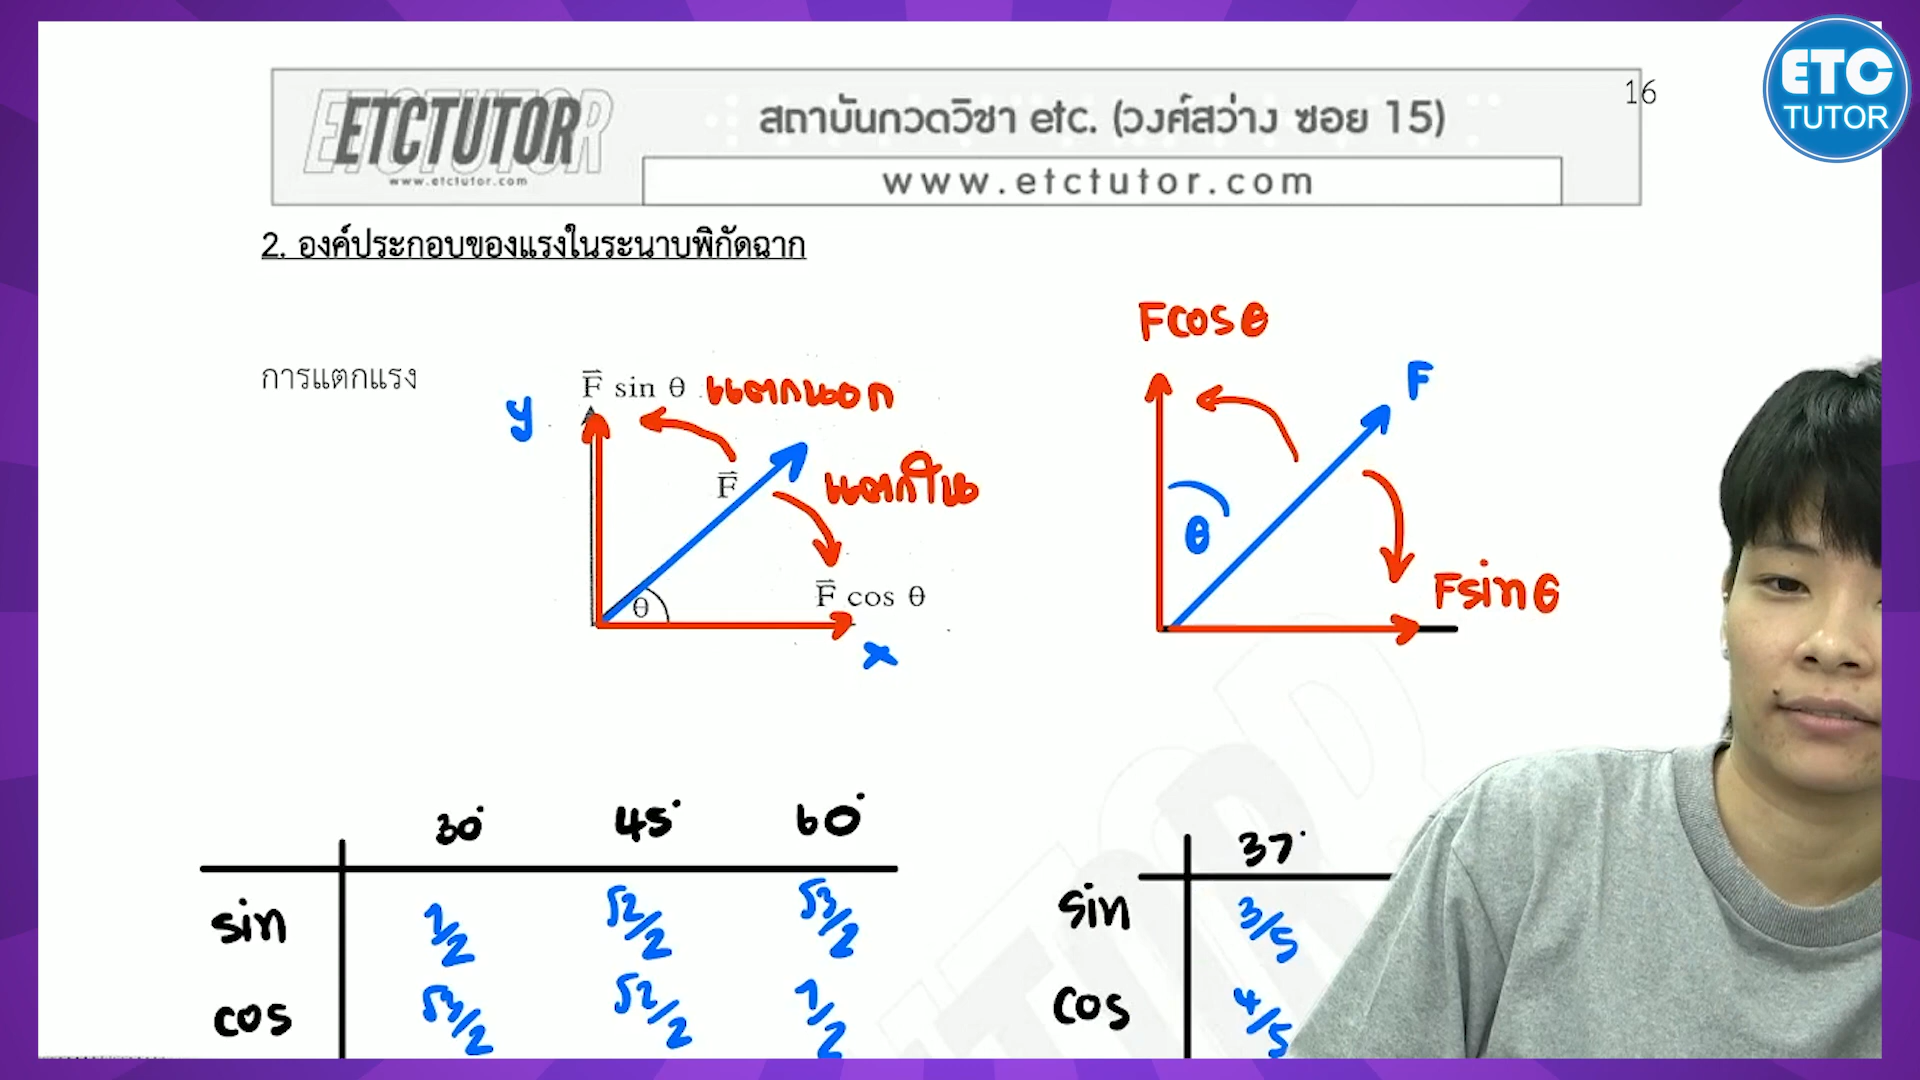 ETC
TUTOR
16
ETCTUTOR
www.etctutor.com
สถาบันกวดวิชา etc. (วงศ์สว่าง ซอย 15)
www.etctutor.com
2. องค์ประกอบของแรงในระนาบพิกัดฉาก
การแตกแรง
F⃗ sin θ แตกนอก
y
F⃗
แตกใน
θ
F⃗ cos θ
x
Fcosθ
F
θ
Fsinθ
30° 45° 60°
sin 1/2 √2/2 √3/2
cos √3/2 √2/2 1/2
37°
sin 3/5
cos 4/5